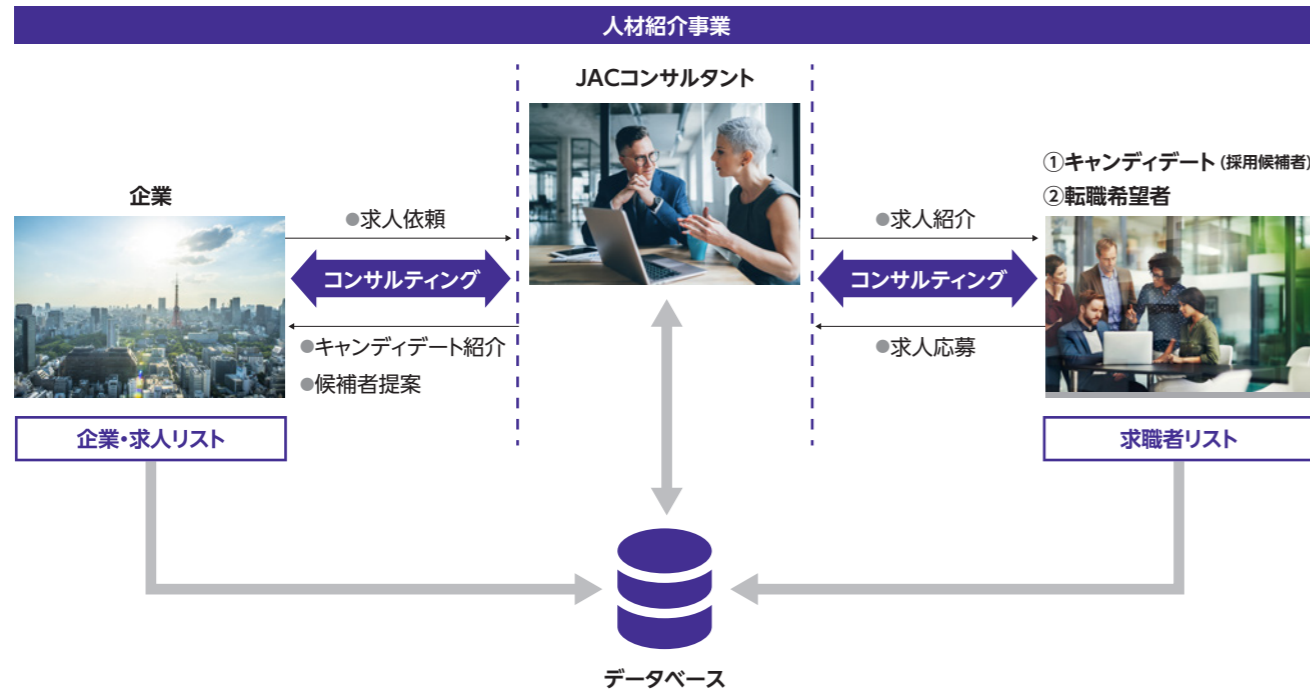 人材紹介事業
JACコンサルタント
①キャンディデート (採用候補者)
②転職希望者
企業
●求人依頼
コンサルティング
●キャンディデート紹介
●候補者提案
●求人紹介
コンサルティング
●求人応募
企業・求人リスト
求職者リスト
データベース